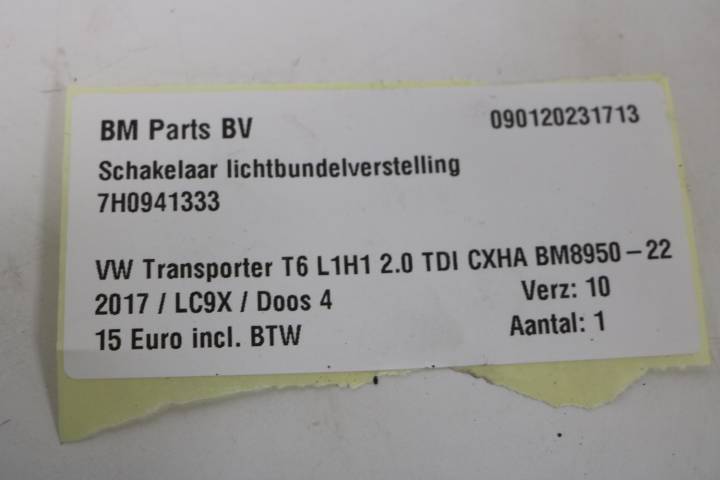 BM Parts BV 090120231713
Schakelaar lichtbundelverstelling
7H0941333
VW Transporter T6 L1H1 2.0 TDI CXHA BM8950-22
2017 / LC9X / Doos 4 Verz: 10
15 Euro incl. BTW Aantal: 1